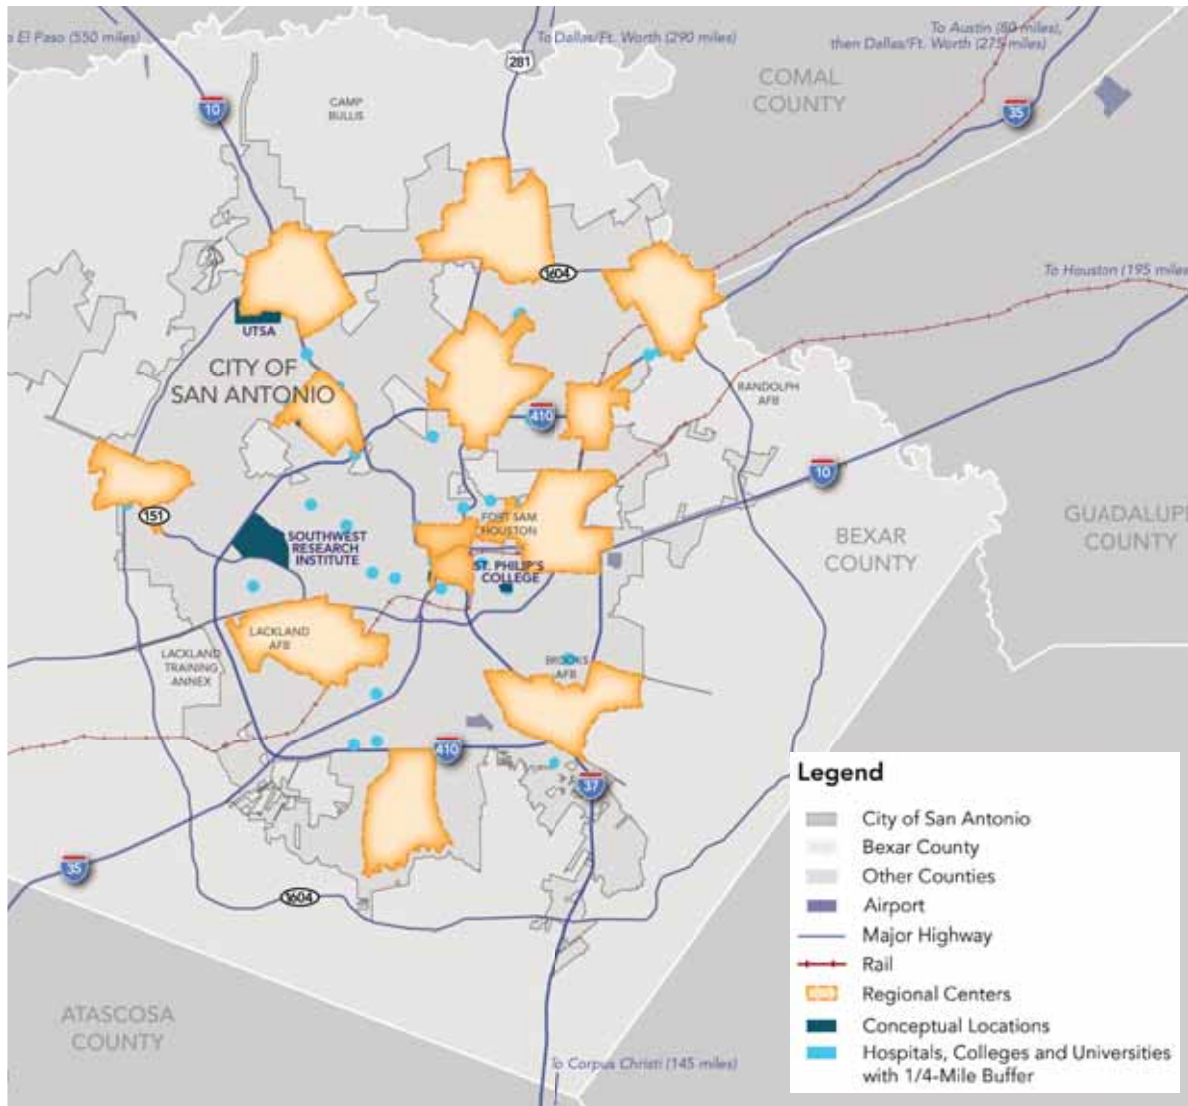 o El Paso (550 miles)
To Dallas/Ft. Worth (290 miles)
To Austin (80 miles),
then Dallas/Ft. Worth (275 miles)
281
COMAL
COUNTY
10
CAMP
BULLIS
35
1604
To Houston (195 miles
UTSA
CITY OF
SAN ANTONIO
RANDOLPH
AFB
410
10
151
FORT SAM
HOUSTON
GUADALUPE
COUNTY
BEXAR
COUNTY
SOUTHWEST
RESEARCH
INSTITUTE
ST. PHILIP'S
COLLEGE
LACKLAND
AFB
LACKLAND
TRAINING
ANNEX
BROOKS
AFB
410
37
35
1604
ATASCOSA
COUNTY
To Corpus Christi (145 miles)
Legend
City of San Antonio
Bexar County
Other Counties
Airport
Major Highway
Rail
Regional Centers
Conceptual Locations
Hospitals, Colleges and Universities
with 1/4-Mile Buffer